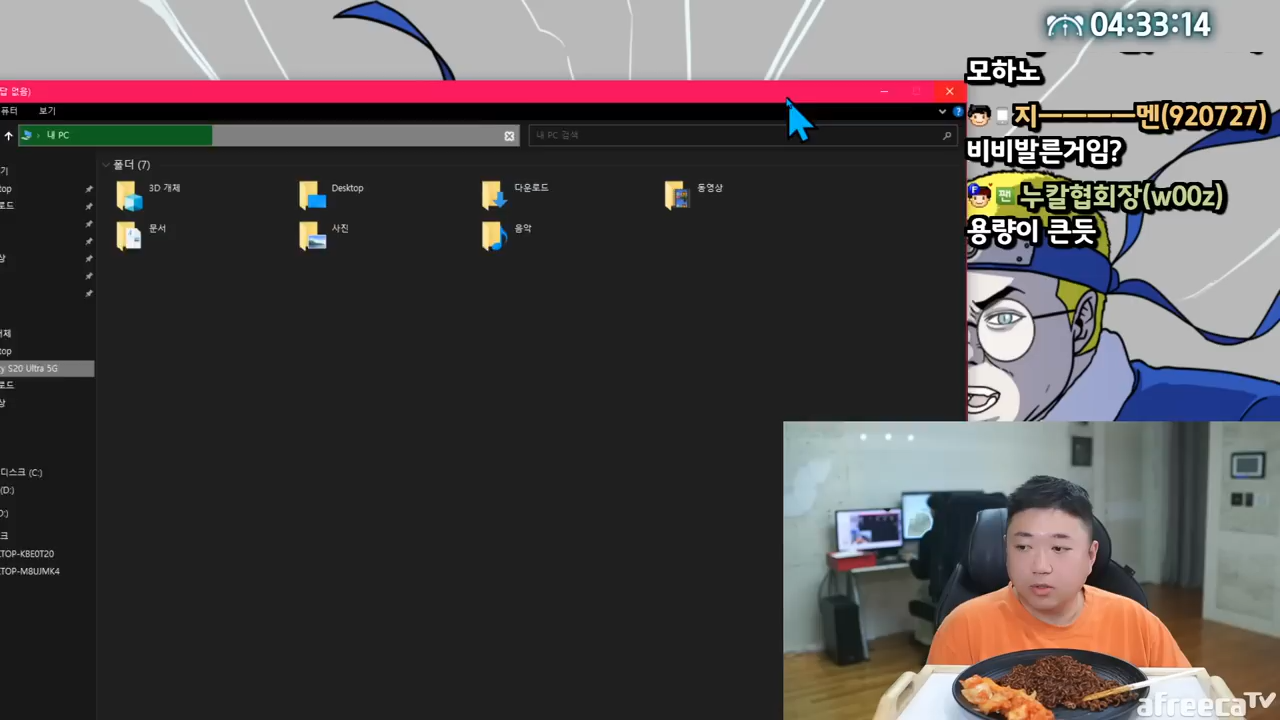 04:33:14
모하노
지————멘(920727)
비비발른거임?
팬 누칼협회장(w00z)
용량이 큰듯
답 없음)
퓨터 보기
내 PC
내 PC 검색
폴더 (7)
3D 개체
Desktop
다운로드
동영상
문서
사진
음악
기
top
로드
상
개체
top
y S20 Ultra 5G
로드
상
디스크 (C:)
(D:)
D:)
크
TOP-KBE0T20
TOP-M8UJMK4
afreecaTV